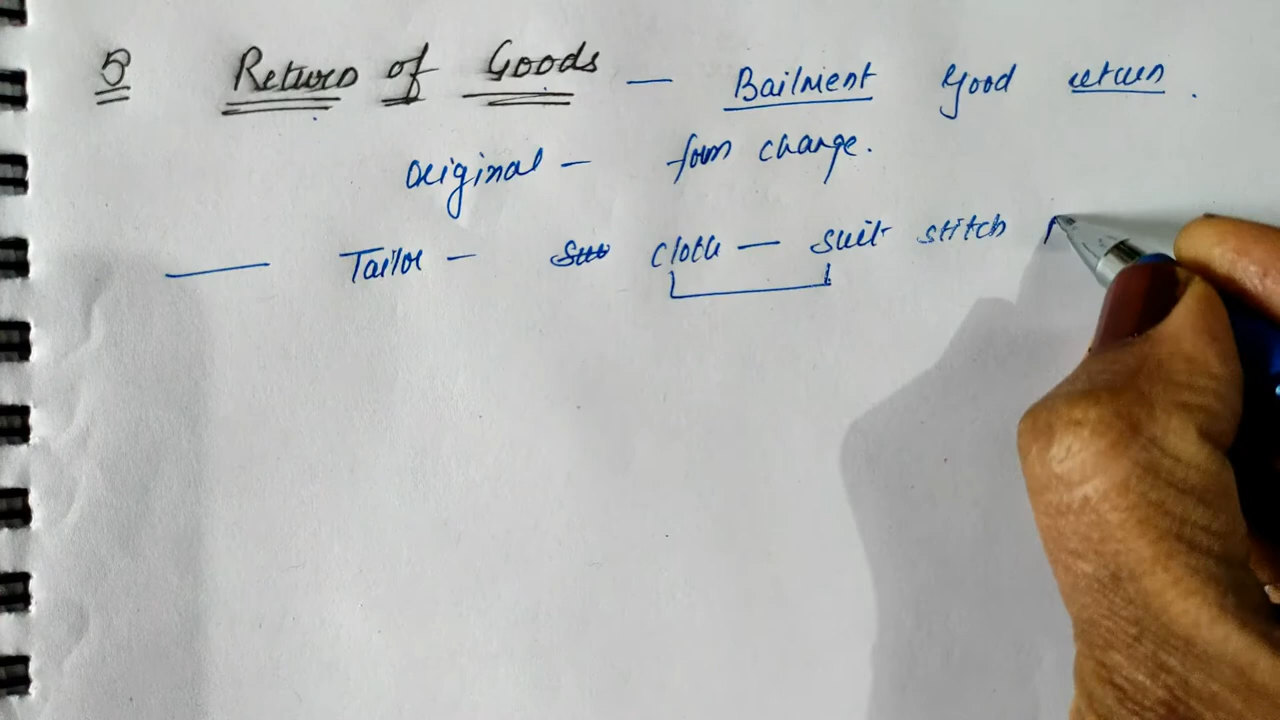 5 Return of Goods — Bailment good return .
original — form change.
— Tailor — cloth — suit stitch